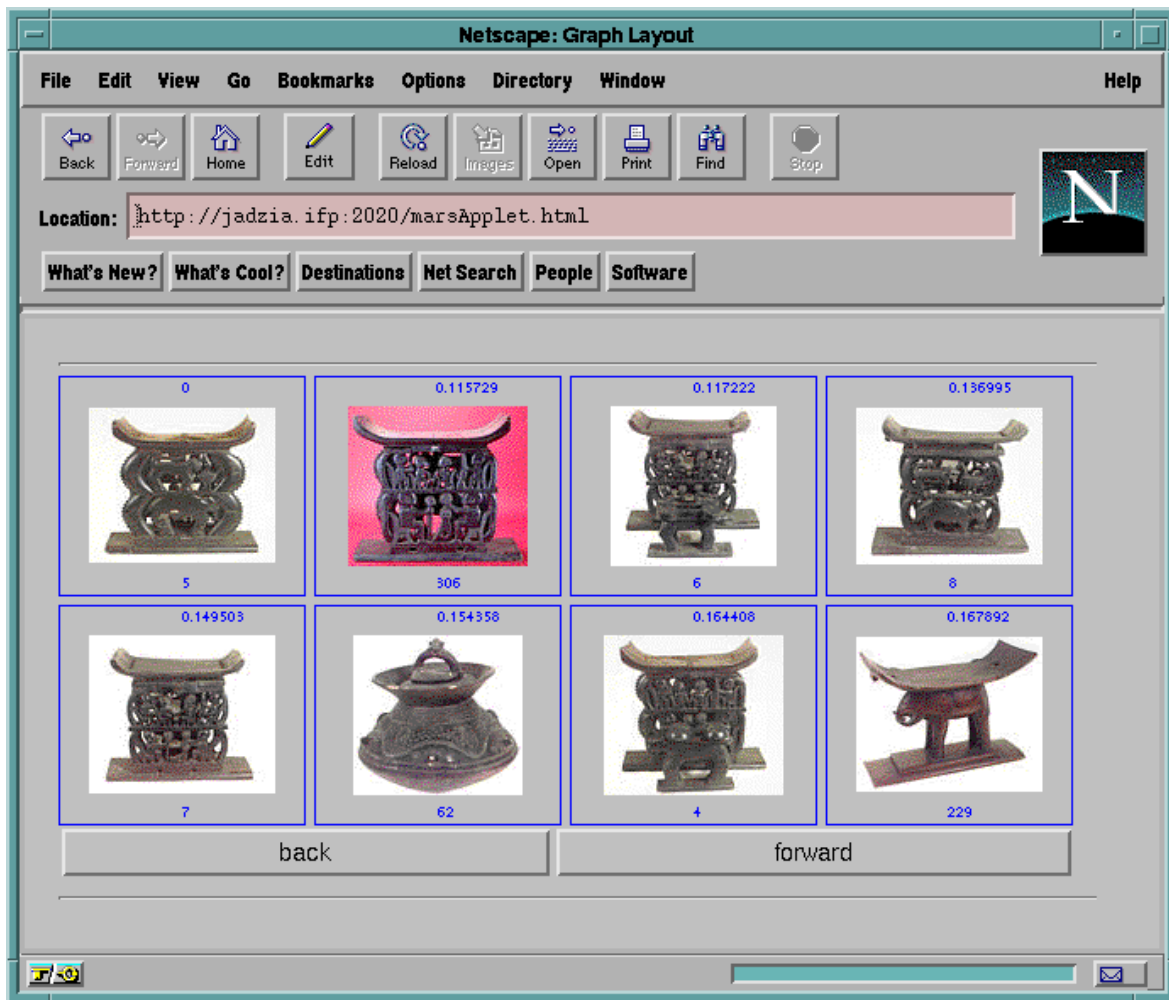 Netscape: Graph Layout
File Edit View Go Bookmarks Options Directory Window Help
Back Forward Home Edit Reload Images Open Print Find Stop
N
Location: http://jadzia.ifp:2020/marsApplet.html
What's New? What's Cool? Destinations Net Search People Software
0 0.115729 0.117222 0.136995
5 306 6 8
0.149503 0.154358 0.164408 0.167892
7 62 4 229
back forward